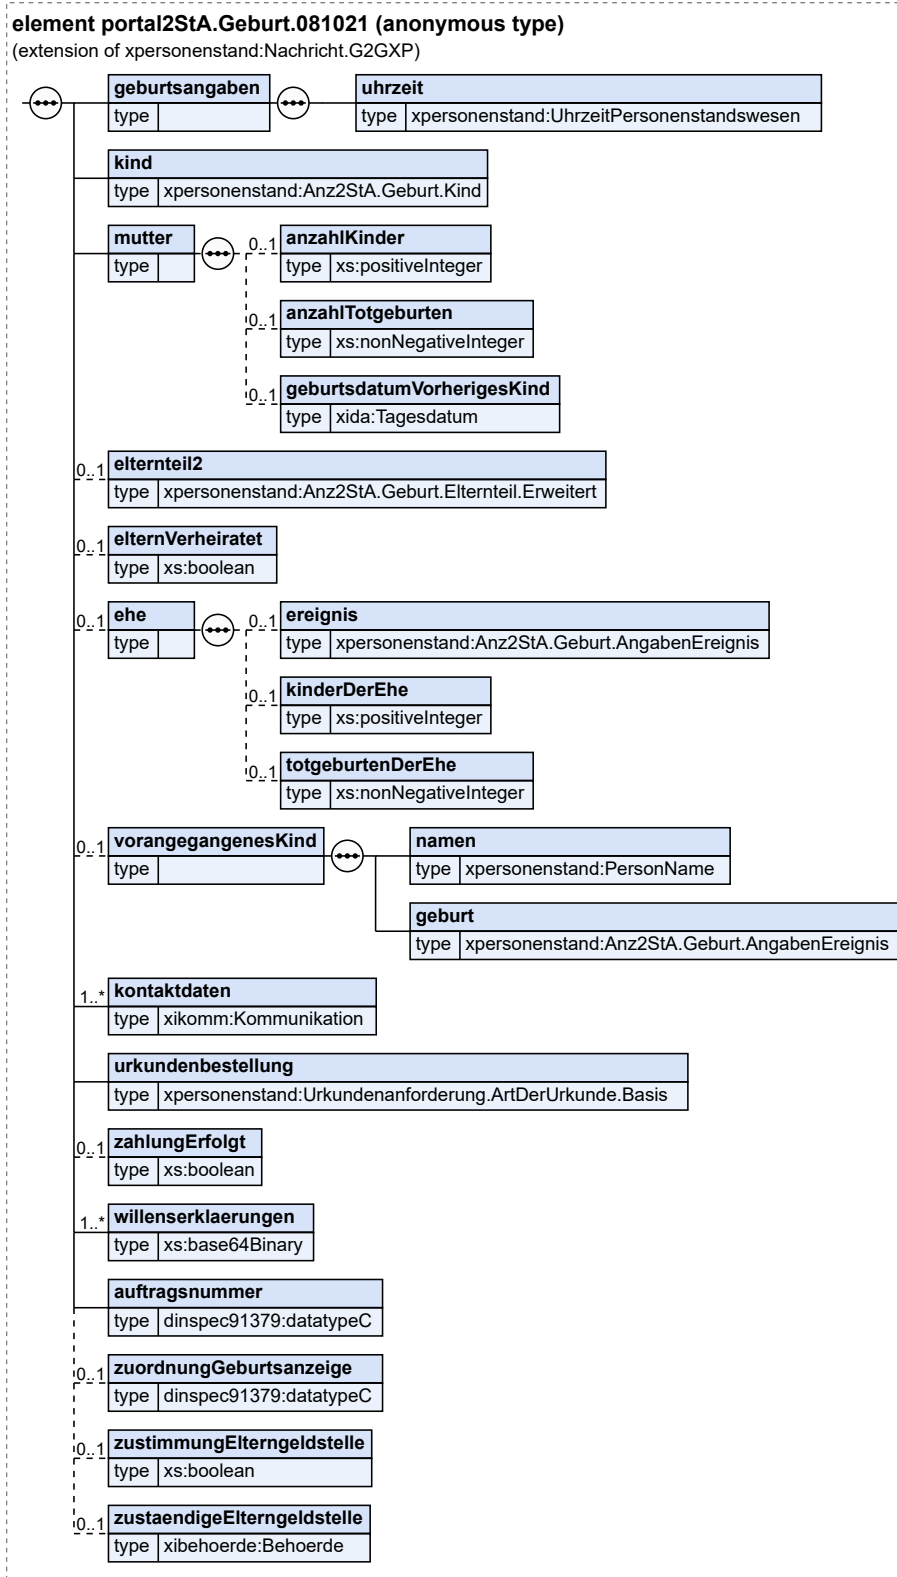 element portal2StA.Geburt.081021 (anonymous type)
(extension of xpersonenstand:Nachricht.G2GXP)
geburtsangaben
type
uhrzeit
type xpersonenstand:UhrzeitPersonenstandswesen
kind
type xpersonenstand:Anz2StA.Geburt.Kind
mutter
type
0..1 anzahlKinder
type xs:positiveInteger
0..1 anzahlTotgeburten
type xs:nonNegativeInteger
0..1 geburtsdatumVorherigesKind
type xida:Tagesdatum
0..1 elternteil2
type xpersonenstand:Anz2StA.Geburt.Elternteil.Erweitert
0..1 elternVerheiratet
type xs:boolean
0..1 ehe
type
0..1 ereignis
type xpersonenstand:Anz2StA.Geburt.AngabenEreignis
0..1 kinderDerEhe
type xs:positiveInteger
0..1 totgeburtenDerEhe
type xs:nonNegativeInteger
0..1 vorangegangenesKind
type
namen
type xpersonenstand:PersonName
geburt
type xpersonenstand:Anz2StA.Geburt.AngabenEreignis
1..* kontaktdaten
type xikomm:Kommunikation
urkundenbestellung
type xpersonenstand:Urkundenanforderung.ArtDerUrkunde.Basis
0..1 zahlungErfolgt
type xs:boolean
1..* willenserklaerungen
type xs:base64Binary
auftragsnummer
type dinspec91379:datatypeC
0..1 zuordnungGeburtsanzeige
type dinspec91379:datatypeC
0..1 zustimmungElterngeldstelle
type xs:boolean
0..1 zustaendigeElterngeldstelle
type xibehoerde:Behoerde